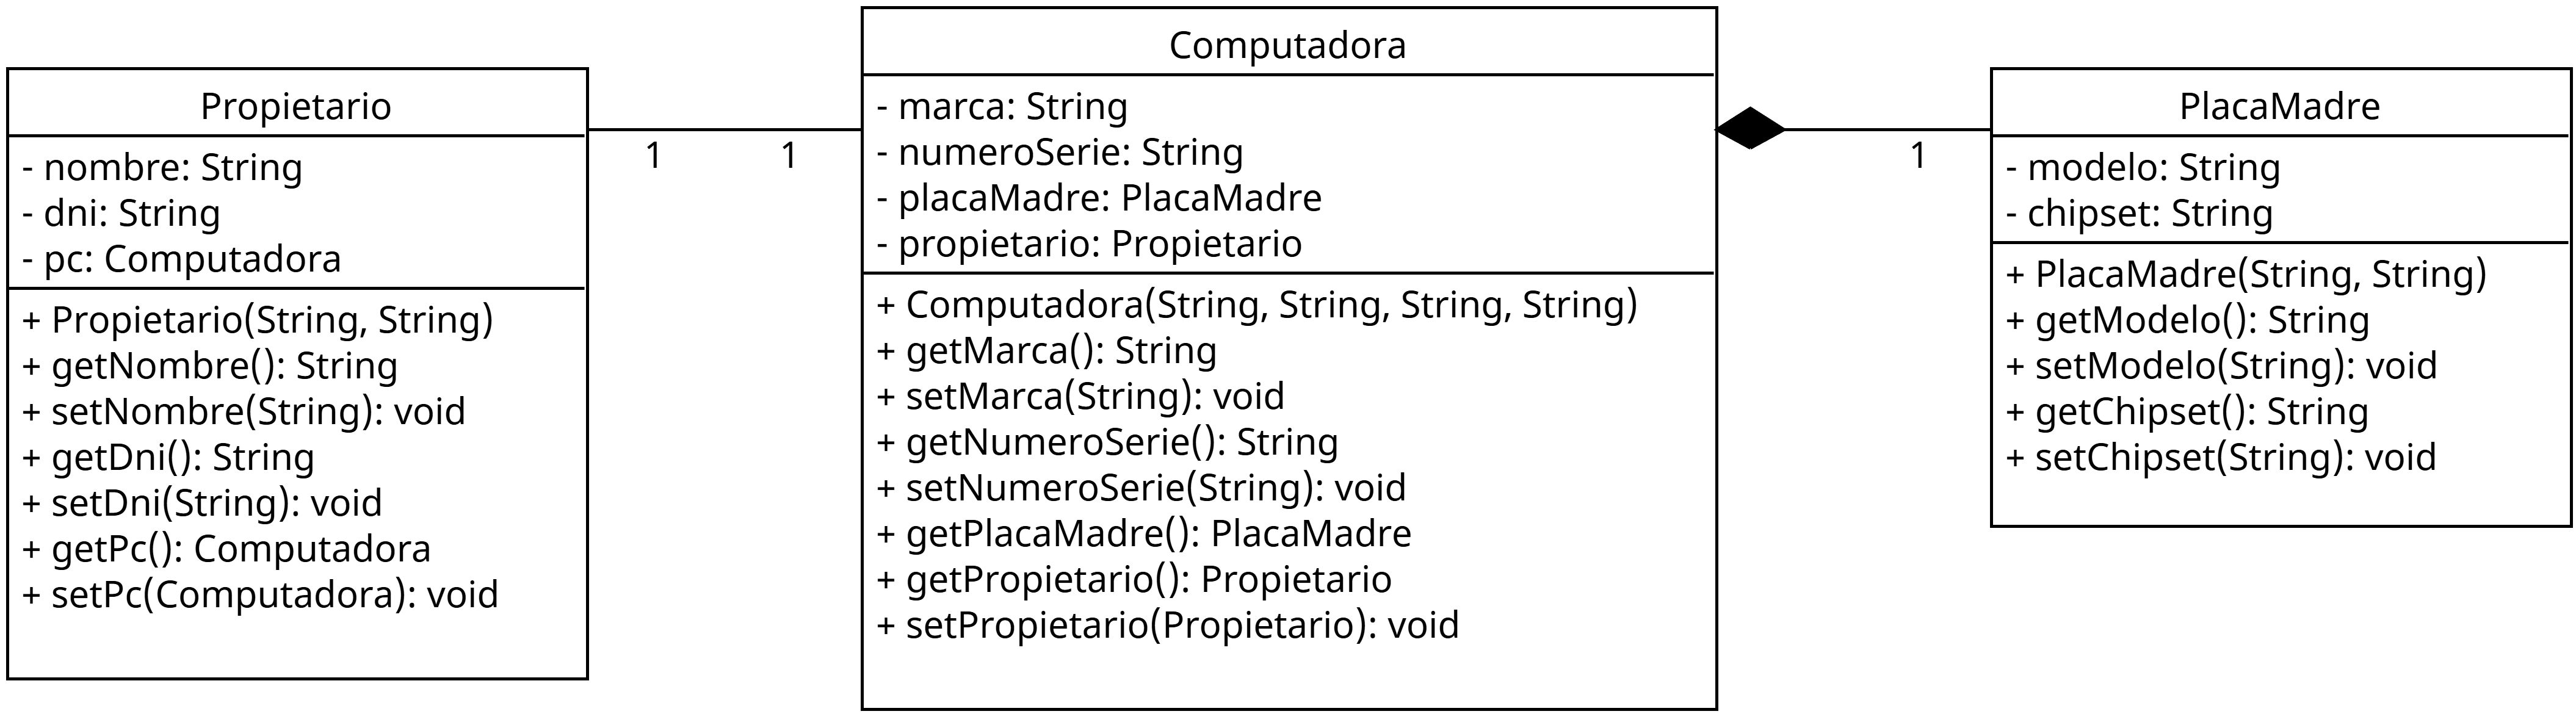 Propietario
- nombre: String
- dni: String
- pc: Computadora
+ Propietario(String, String)
+ getNombre(): String
+ setNombre(String): void
+ getDni(): String
+ setDni(String): void
+ getPc(): Computadora
+ setPc(Computadora): void
1
1
Computadora
- marca: String
- numeroSerie: String
- placaMadre: PlacaMadre
- propietario: Propietario
+ Computadora(String, String, String, String)
+ getMarca(): String
+ setMarca(String): void
+ getNumeroSerie(): String
+ setNumeroSerie(String): void
+ getPlacaMadre(): PlacaMadre
+ getPropietario(): Propietario
+ setPropietario(Propietario): void
1
PlacaMadre
- modelo: String
- chipset: String
+ PlacaMadre(String, String)
+ getModelo(): String
+ setModelo(String): void
+ getChipset(): String
+ setChipset(String): void